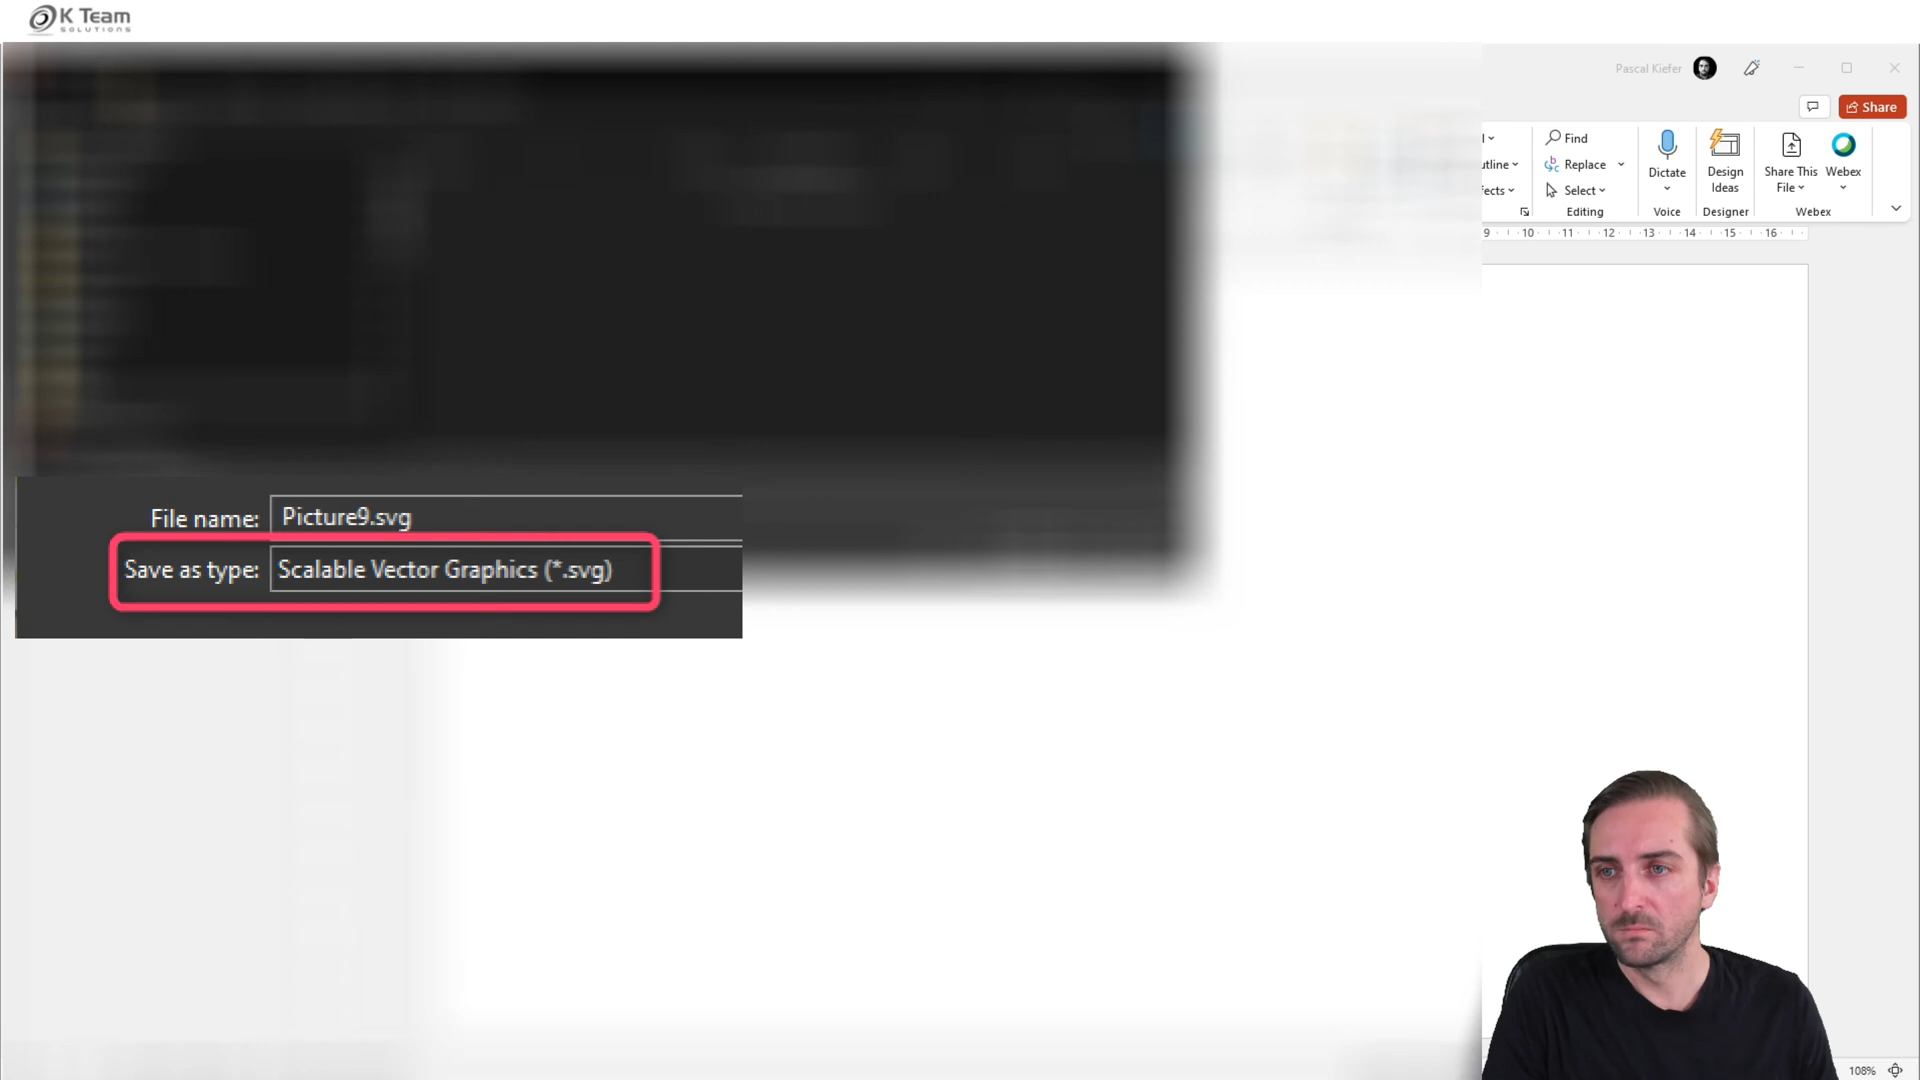 K Team
SOLUTIONS
Pascal Kiefer
Share
Find
Replace
Select
utline
fects
Dictate
Design
Ideas
Share This
File
Webex
Editing
Voice
Designer
Webex
9 10 11 12 13 14 15 16
File name: Picture9.svg
Save as type: Scalable Vector Graphics (*.svg)
108%